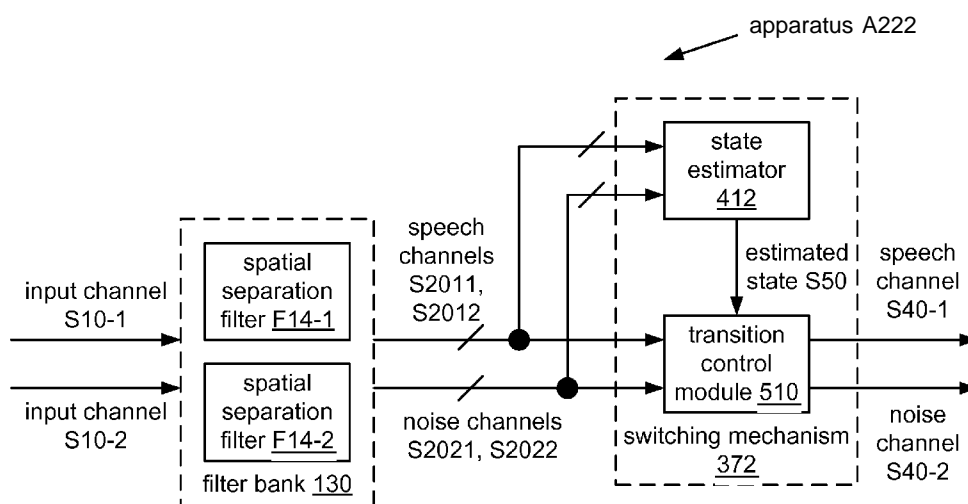 apparatus A222
state
estimator
412
speech
channels
S2011,
S2012
estimated
state S50
speech
channel
S40-1
input channel
S10-1
spatial
separation
filter F14-1
transition
control
module 510
input channel
S10-2
spatial
separation
filter F14-2
noise channels
S2021, S2022
noise
channel
S40-2
switching mechanism
372
filter bank 130